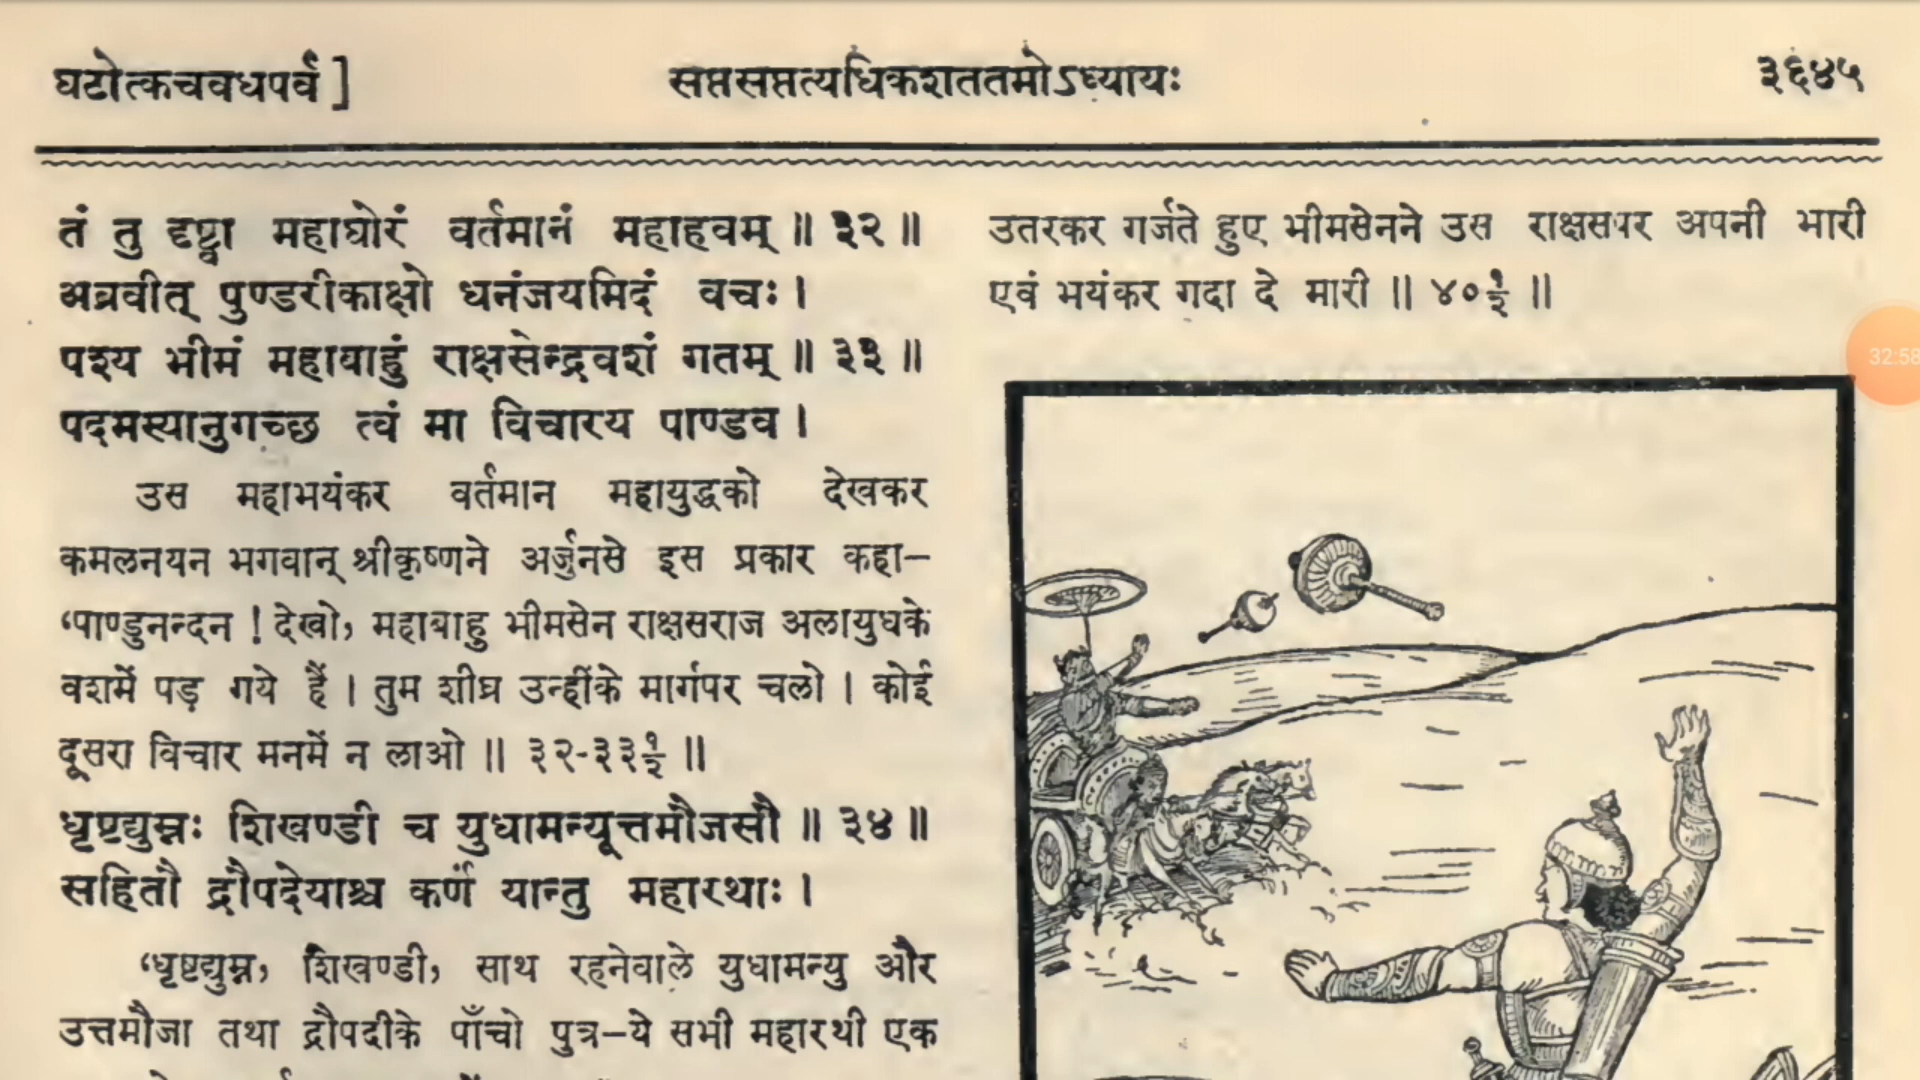 घटोत्कचवधपर्व ]
सप्तसप्तत्यधिकशततमोऽध्यायः
३६४५
तं तु दृष्ट्वा महाघोरं वर्तमानं महाहवम् ॥ ३२ ॥
अब्रवीत् पुण्डरीकाक्षो धनंजयमिदं वचः ।
पश्य भीमं महाबाहुं राक्षसेन्द्रवशं गतम् ॥ ३३ ॥
पदमस्यानुगच्छ त्वं मा विचारय पाण्डव ।
उस महाभयंकर वर्तमान महायुद्धको देखकर
कमलनयन भगवान् श्रीकृष्णने अर्जुनसे इस प्रकार कहा—
‘पाण्डुनन्दन ! देखो, महाबाहु भीमसेन राक्षसराज अलायुधके
वशमें पड़ गये हैं । तुम शीघ्र उन्हींके मार्गपर चलो । कोई
दूसरा विचार मनमें न लाओ ॥ ३२-३३½ ॥
धृष्टद्युम्नः शिखण्डी च युधामन्यूत्तमौजसौ ॥ ३४ ॥
सहितौ द्रौपदेयाश्च कर्णं यान्तु महारथाः ।
‘धृष्टद्युम्न, शिखण्डी, साथ रहनेवाले युधामन्यु और
उत्तमौजा तथा द्रौपदीके पाँचो पुत्र—ये सभी महारथी एक
उतरकर गर्जते हुए भीमसेनने उस राक्षसपर अपनी भारी
एवं भयंकर गदा दे मारी ॥ ४०½ ॥
32:58